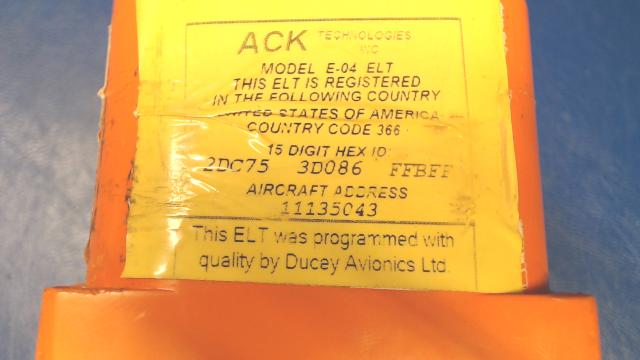 ACK TECHNOLOGIES INC
MODEL E-04 ELT
THIS ELT IS REGISTERED
IN THE FOLLOWING COUNTRY
UNITED STATES OF AMERICA
COUNTRY CODE 366
15 DIGIT HEX ID:
2DC75 3D086 FFBFF
AIRCRAFT ADDRESS
11135043
This ELT was programmed with
quality by Ducay Avionics Ltd.